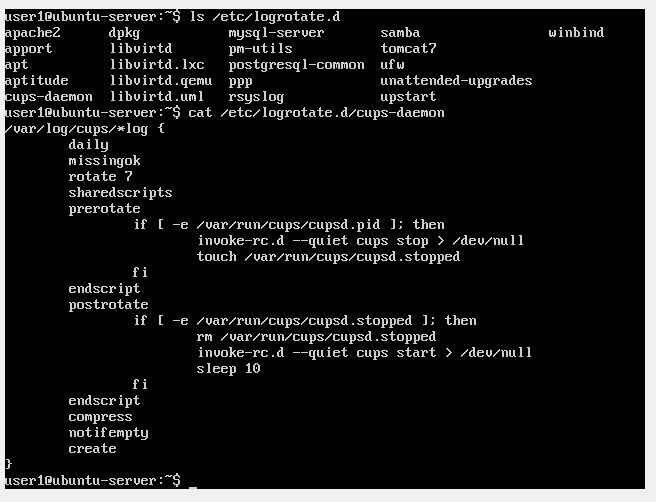 user1@ubuntu-server:~$ ls /etc/logrotate.d
apache2      dpkg          mysql-server       samba                winbind
apport       libvirtd      pm-utils           tomcat7
apt          libvirtd.lxc  postgresql-common  ufw
aptitude     libvirtd.qemu ppp                unattended-upgrades
cups-daemon  libvirtd.uml  rsyslog            upstart
user1@ubuntu-server:~$ cat /etc/logrotate.d/cups-daemon
/var/log/cups/*log {
        daily
        missingok
        rotate 7
        sharedscripts
        prerotate
                if [ -e /var/run/cups/cupsd.pid ]; then
                        invoke-rc.d --quiet cups stop > /dev/null
                        touch /var/run/cups/cupsd.stopped
                fi
        endscript
        postrotate
                if [ -e /var/run/cups/cupsd.stopped ]; then
                        rm /var/run/cups/cupsd.stopped
                        invoke-rc.d --quiet cups start > /dev/null
                        sleep 10
                fi
        endscript
        compress
        notifempty
        create
}
user1@ubuntu-server:~$ _